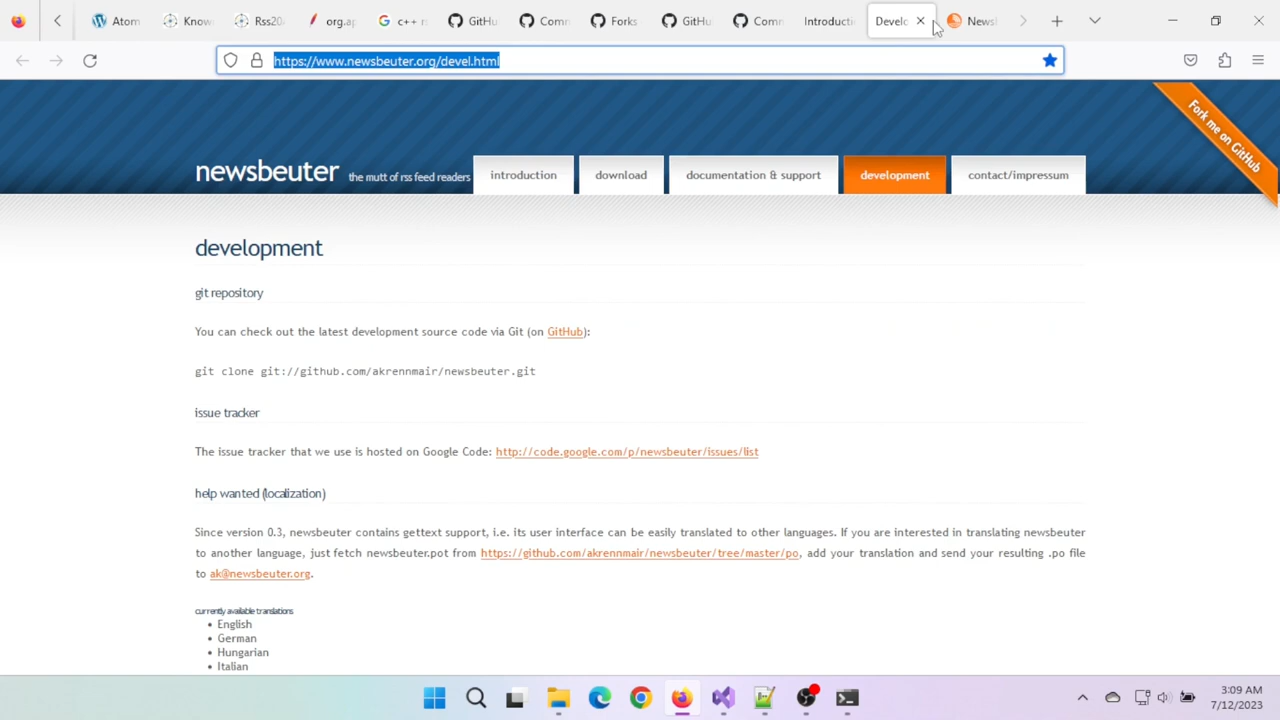 Atom
Know
Rss20
org.ap
c++ r
GitHu
Comm
Forks
GitHu
Comm
Introductio
Develo
Newsl
https://www.newsbeuter.org/devel.html
Fork me on GitHub
newsbeuter the mutt of rss feed readers
introduction
download
documentation & support
development
contact/impressum
development
git repository
You can check out the latest development source code via Git (on GitHub):
git clone git://github.com/akrennmair/newsbeuter.git
issue tracker
The issue tracker that we use is hosted on Google Code: http://code.google.com/p/newsbeuter/issues/list
help wanted (localization)
Since version 0.3, newsbeuter contains gettext support, i.e. its user interface can be easily translated to other languages. If you are interested in translating newsbeuter
to another language, just fetch newsbeuter.pot from https://github.com/akrennmair/newsbeuter/tree/master/po, add your translation and send your resulting .po file
to ak@newsbeuter.org.
currently available translations
• English
• German
• Hungarian
• Italian
3:09 AM
7/12/2023